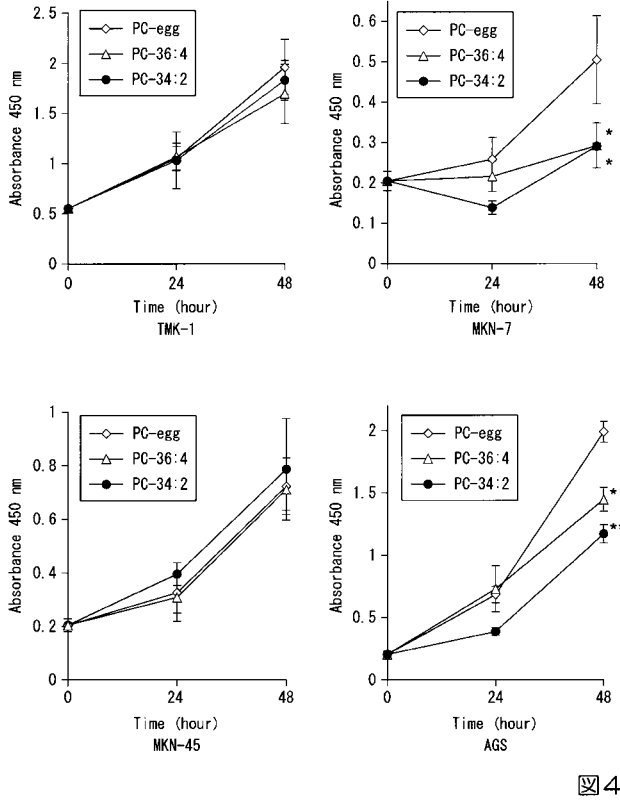 2.5
2
1.5
1
0.5
0
Absorbance 450 nm
PC-egg
PC-36:4
PC-34:2
0 24 48
Time (hour)
TMK-1
0.6
0.5
0.4
0.3
0.2
0.1
0
Absorbance 450 nm
PC-egg
PC-36:4
PC-34:2
*
*
0 24 48
Time (hour)
MKN-7
1
0.8
0.6
0.4
0.2
0
Absorbance 450 nm
PC-egg
PC-36:4
PC-34:2
0 24 48
Time (hour)
MKN-45
2
1.5
1
0.5
0
Absorbance 450 nm
PC-egg
PC-36:4
PC-34:2
*
**
0 24 48
Time (hour)
AGS
図4